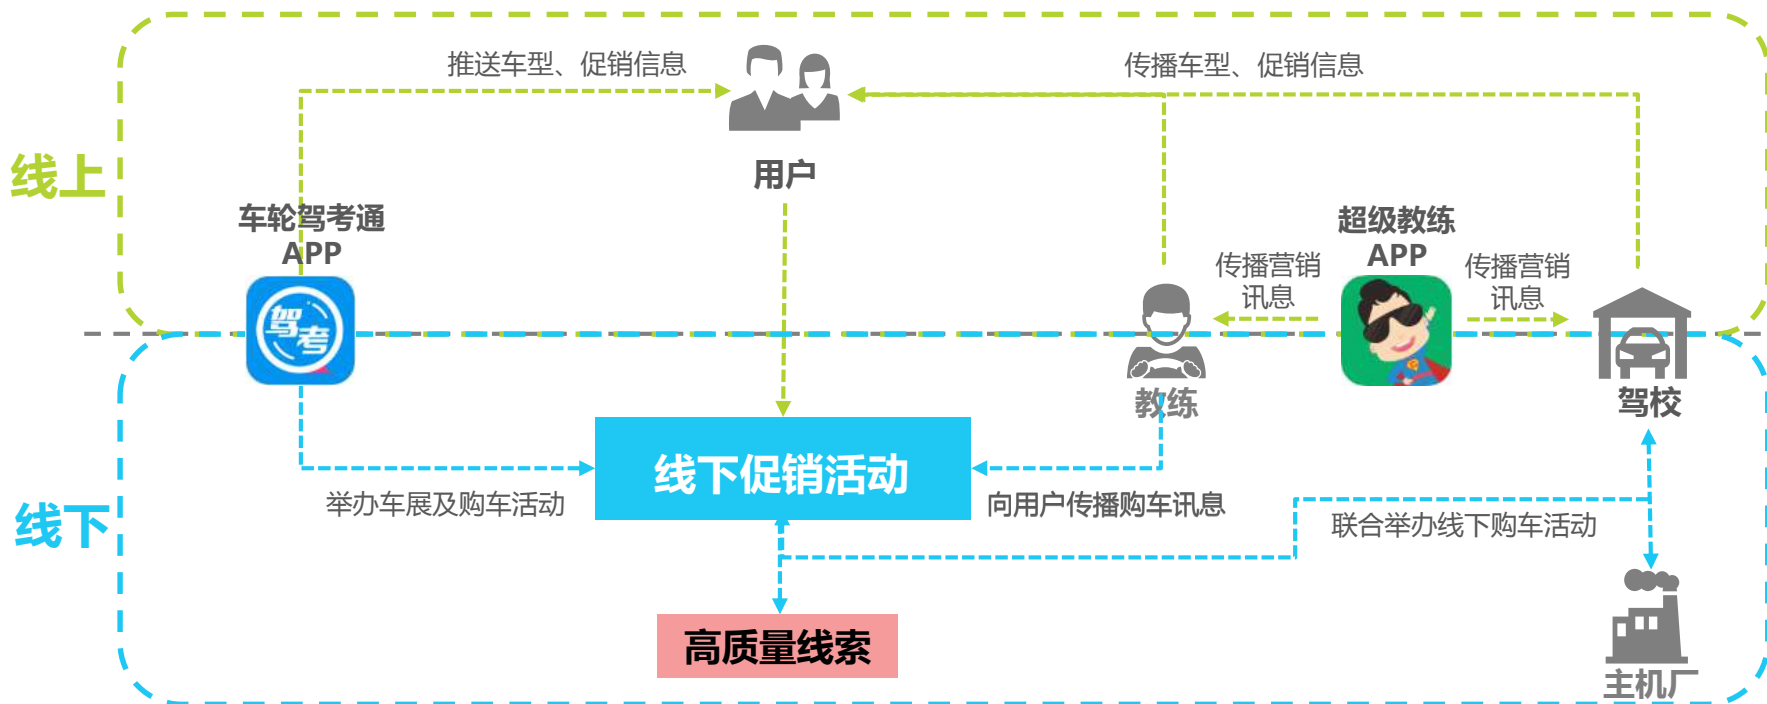 推送车型、促销信息
传播车型、促销信息
用户
线上
车轮驾考通
APP
超级教练
APP
传播营销
讯息
传播营销
讯息
驾考
教练
驾校
线下促销活动
举办车展及购车活动
向用户传播购车讯息
线下
联合举办线下购车活动
高质量线索
主机厂